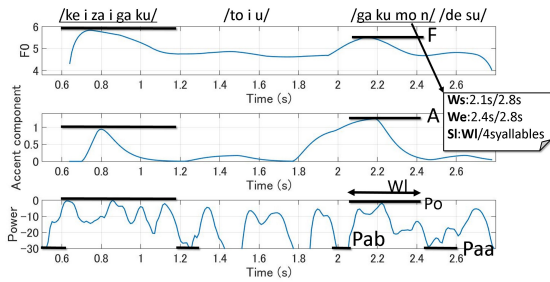 /ke i za i ga ku/ /to i u/ /ga ku mo n/ /de su/
F0
6
5
4
F
0.6 0.8 1 1.2 1.4 1.6 1.8 2 2.2 2.4 2.6
Time (s)
Ws:2.1s/2.8s
We:2.4s/2.8s
Sl:Wl/4syallables
Accent component
1
0.5
0
A
0.6 0.8 1 1.2 1.4 1.6 1.8 2 2.2 2.4 2.6
Time (s)
Power
0
-10
-20
-30
Wl
Po
Pab
Paa
0.6 0.8 1 1.2 1.4 1.6 1.8 2 2.2 2.4 2.6
Time (s)